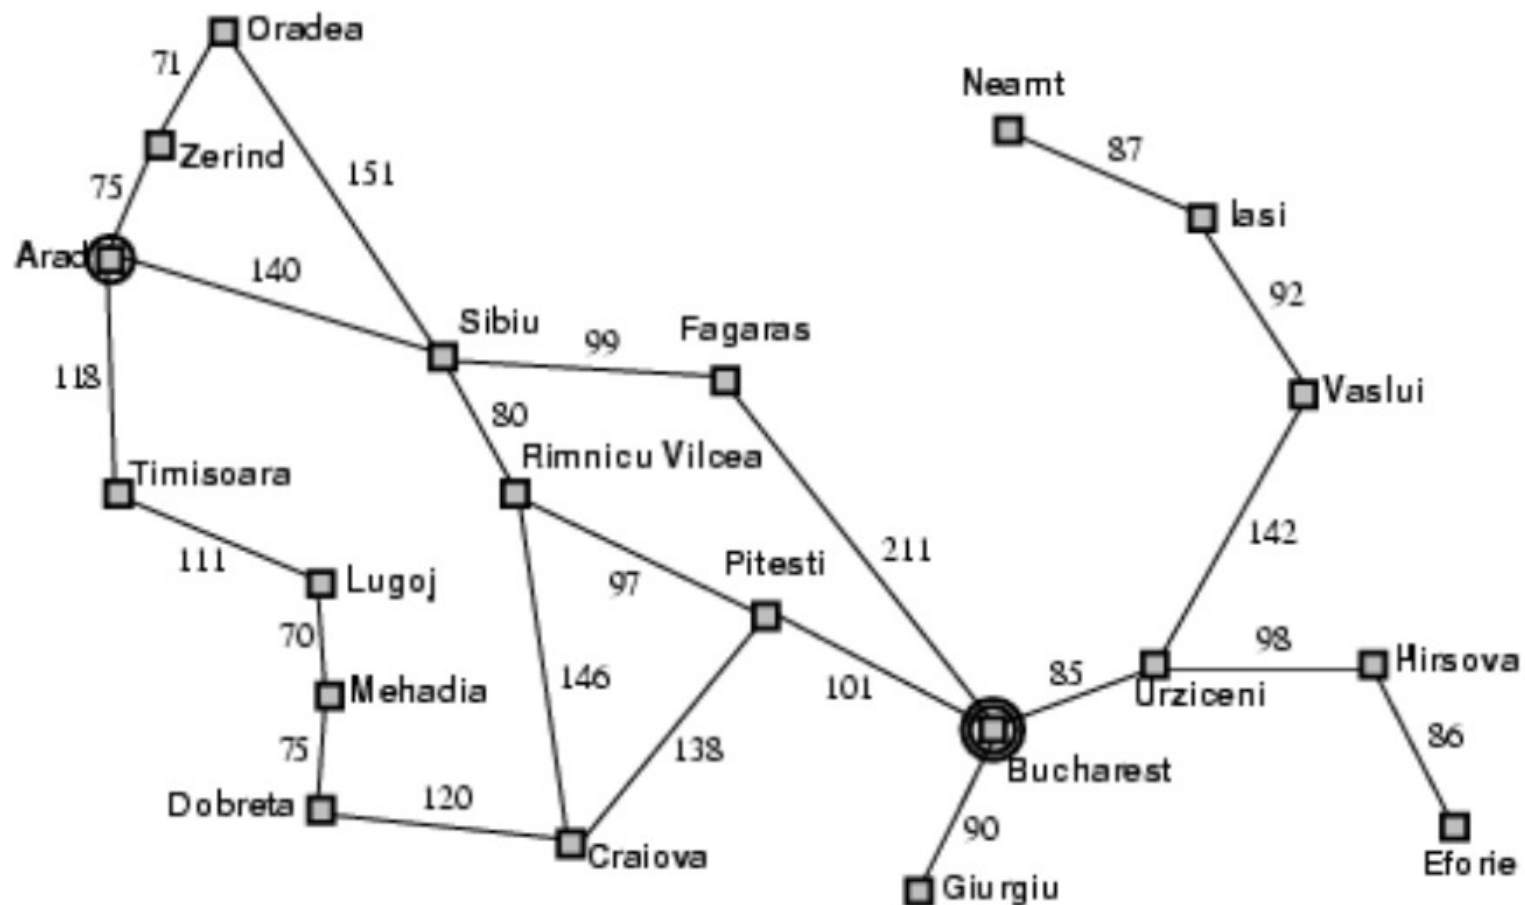 Oradea
71
Neamt
87
Zerind
151
75
Iasi
Arad
140
92
Sibiu
99
Fagaras
118
Vaslui
80
Rimnicu Vilcea
Timisoara
142
211
111
Pitesti
Lugoj
97
70
98
Hirsova
146
85
Mehadia
101
Urziceni
138
86
75
Bucharest
Dobreta
120
90
Craiova
Eforie
Giurgiu